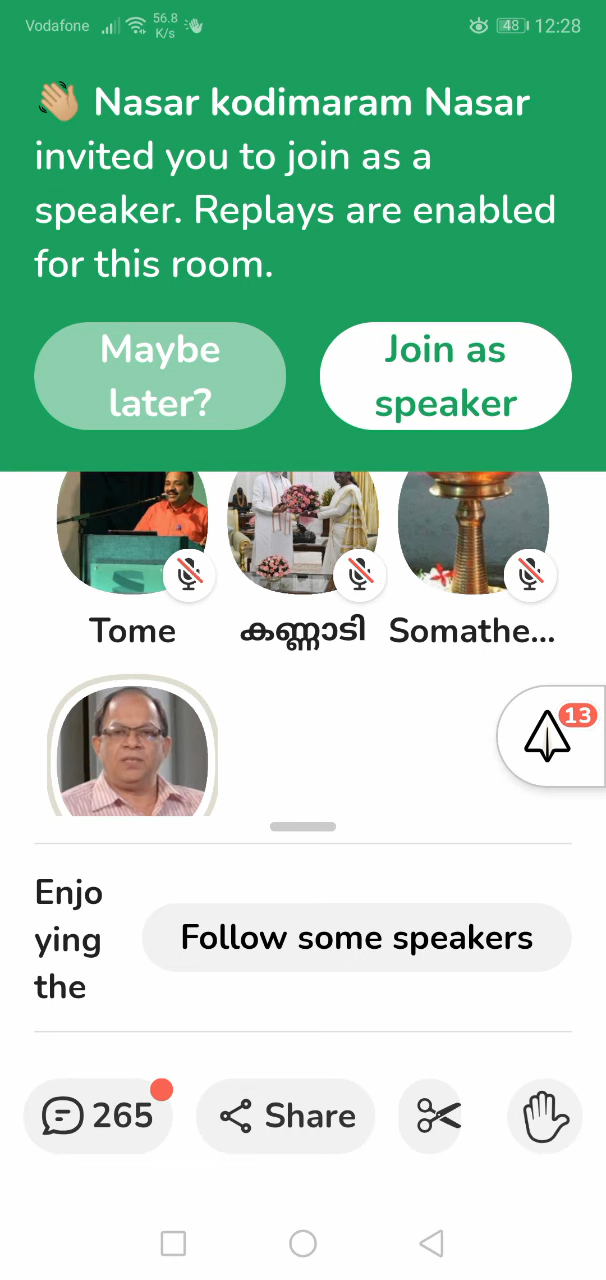 Vodafone 56.8 K/s 48 12:28
Nasar kodimaram Nasar
invited you to join as a
speaker. Replays are enabled
for this room.
Maybe
later?
Join as
speaker
Tome കണ്ണാടി Somathe...
13
Enjo
ying
the
Follow some speakers
265 Share